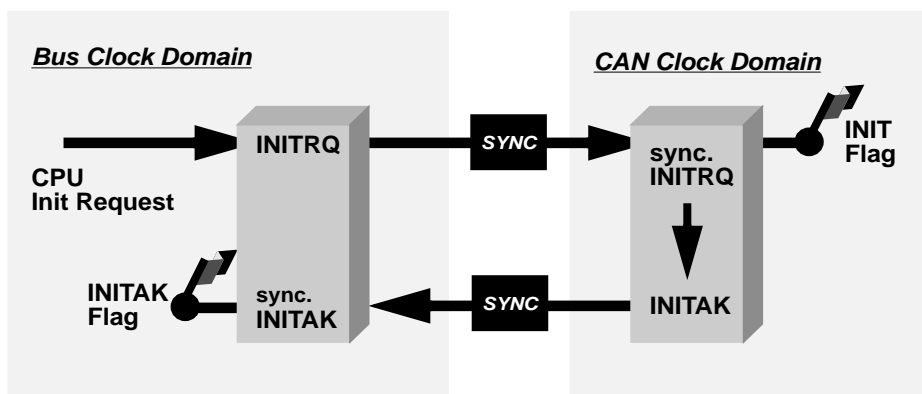 Bus Clock Domain
CAN Clock Domain
CPU
Init Request
INITRQ
SYNC
sync.
INITRQ
INIT
Flag
INITAK
Flag
sync.
INITAK
SYNC
INITAK